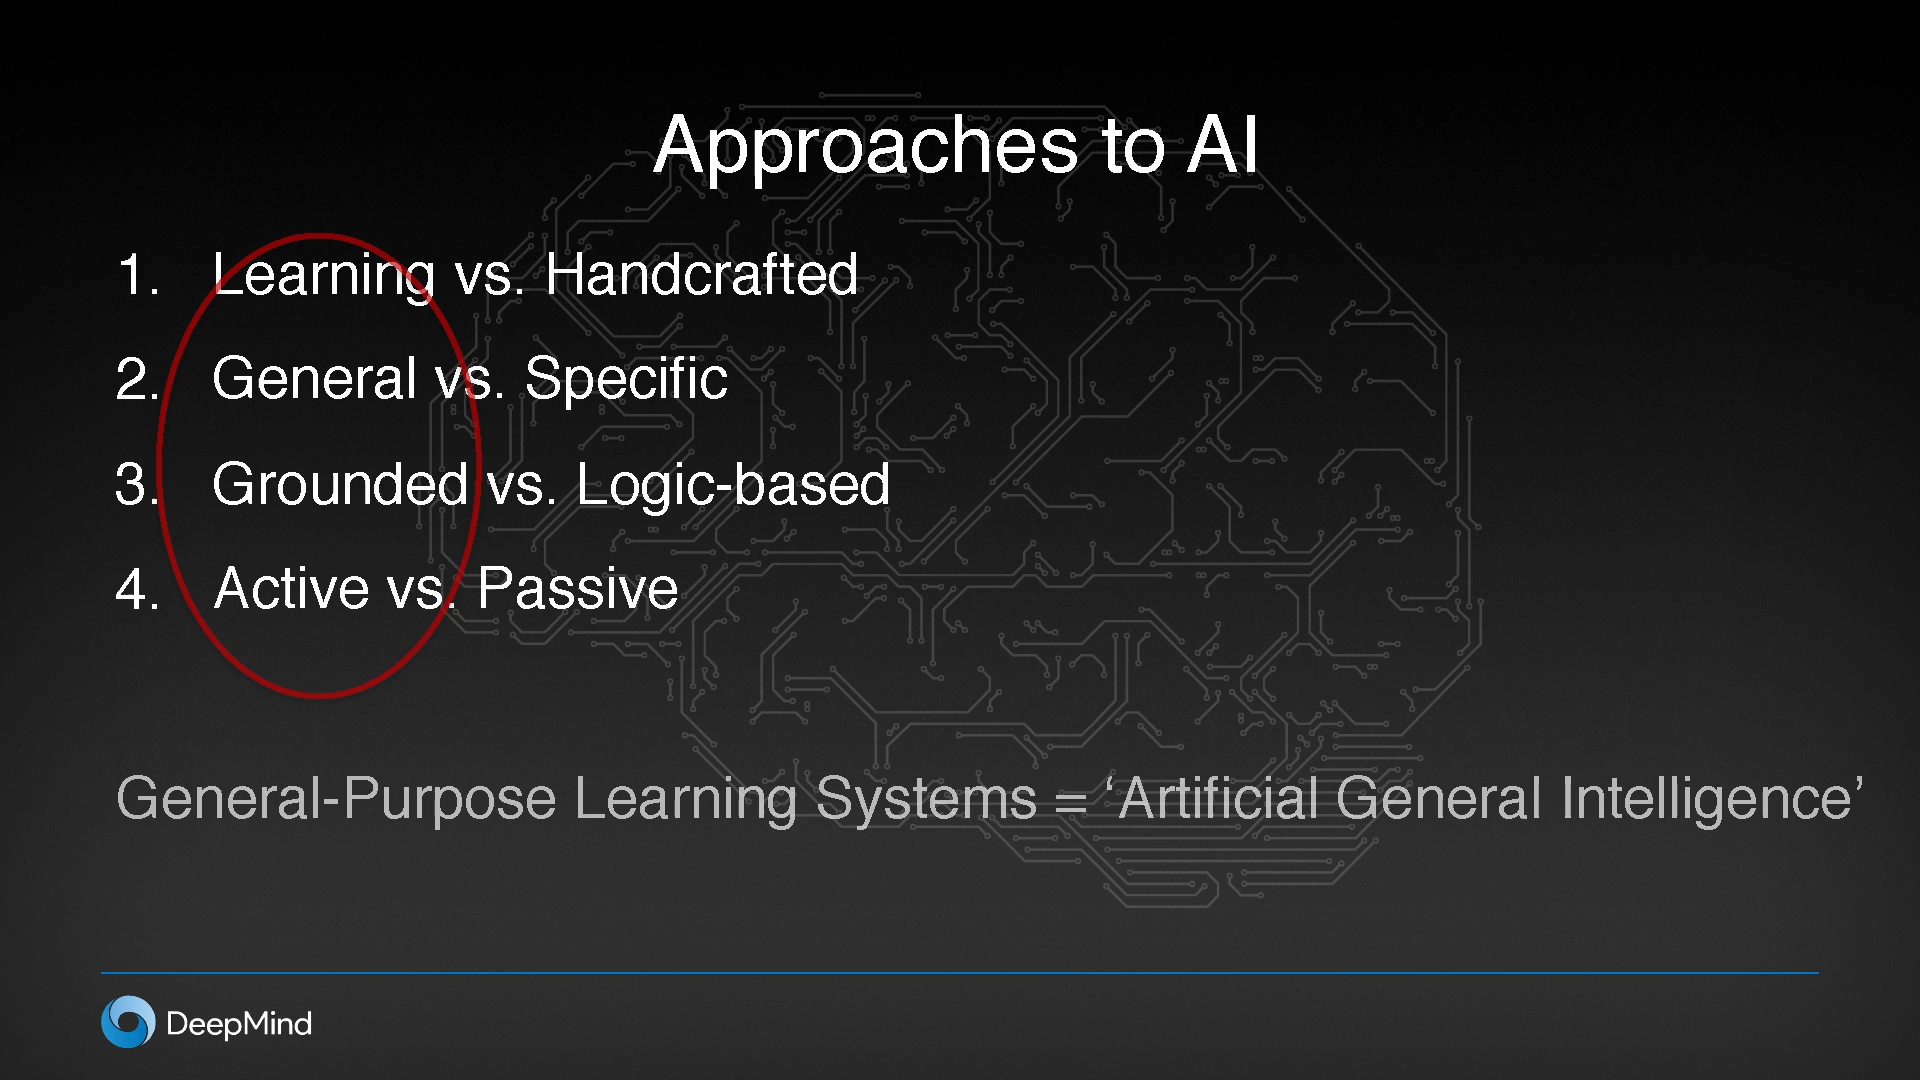 Approaches to AI
1. Learning vs. Handcrafted
2. General vs. Specific
3. Grounded vs. Logic-based
4. Active vs. Passive
General-Purpose Learning Systems = ‘Artificial General Intelligence’
DeepMind